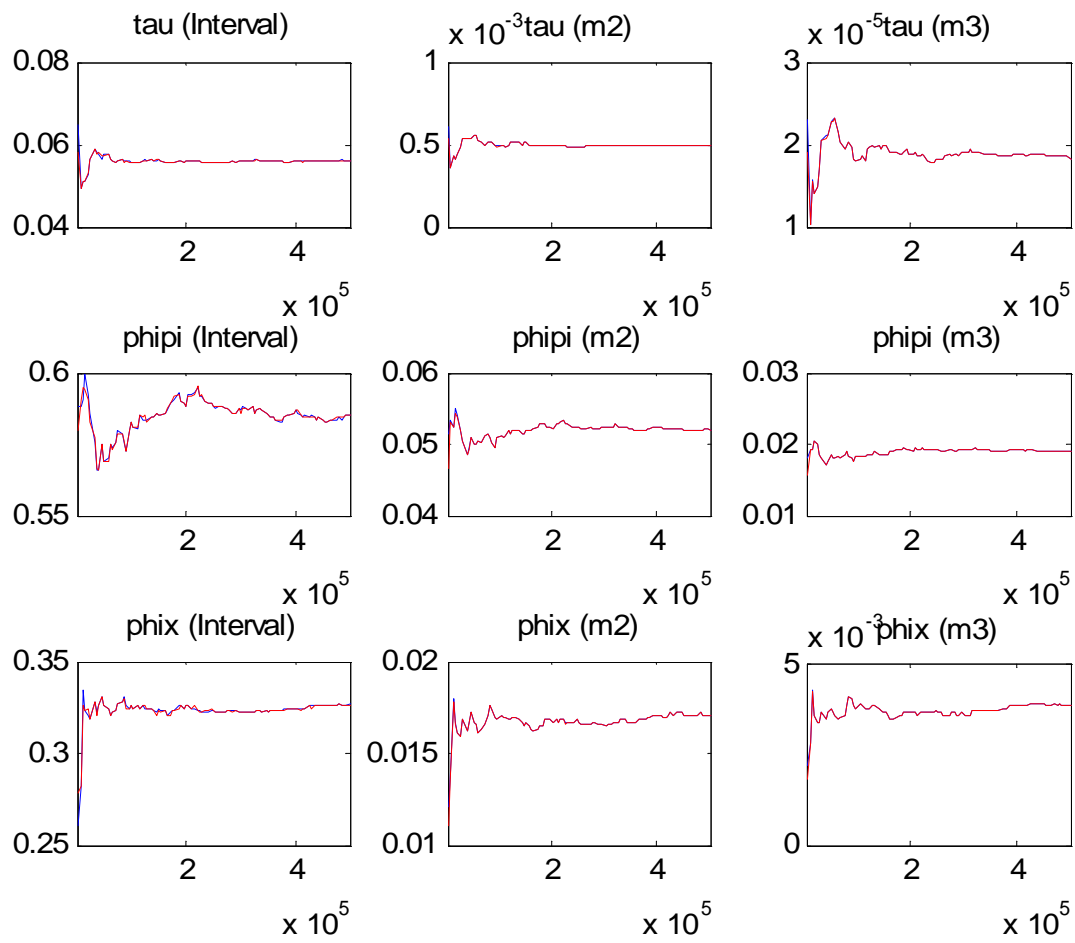 tau (Interval)
0.08
0.06
0.04
2 4
x 10^5
x 10^-3 tau (m2)
1
0.5
0
2 4
x 10^5
x 10^-5 tau (m3)
3
2
1
2 4
x 10^5
phipi (Interval)
0.6
0.55
2 4
x 10^5
phipi (m2)
0.06
0.05
0.04
2 4
x 10^5
phipi (m3)
0.03
0.02
0.01
2 4
x 10^5
phix (Interval)
0.35
0.3
0.25
2 4
x 10^5
phix (m2)
0.02
0.015
0.01
2 4
x 10^5
x 10^-3 phix (m3)
5
0
2 4
x 10^5